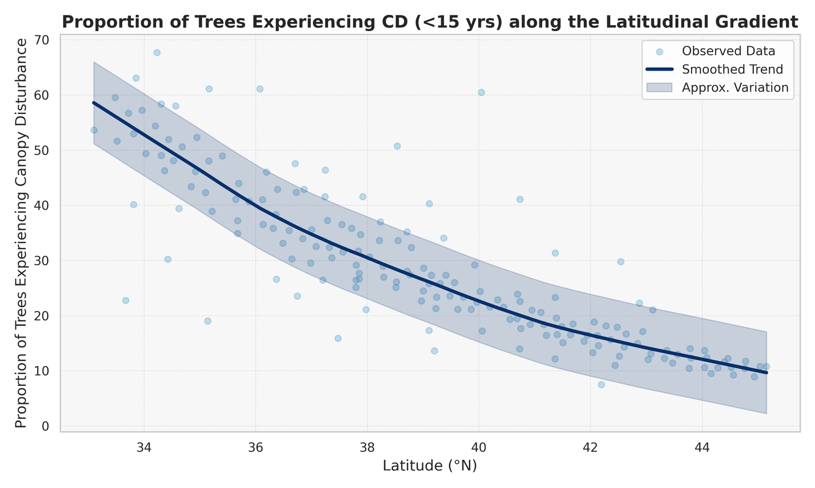 Proportion of Trees Experiencing CD (<15 yrs) along the Latitudinal Gradient
Observed Data
Smoothed Trend
Approx. Variation
Proportion of Trees Experiencing Canopy Disturbance
70
60
50
40
30
20
10
0
34
36
38
40
42
44
Latitude (°N)